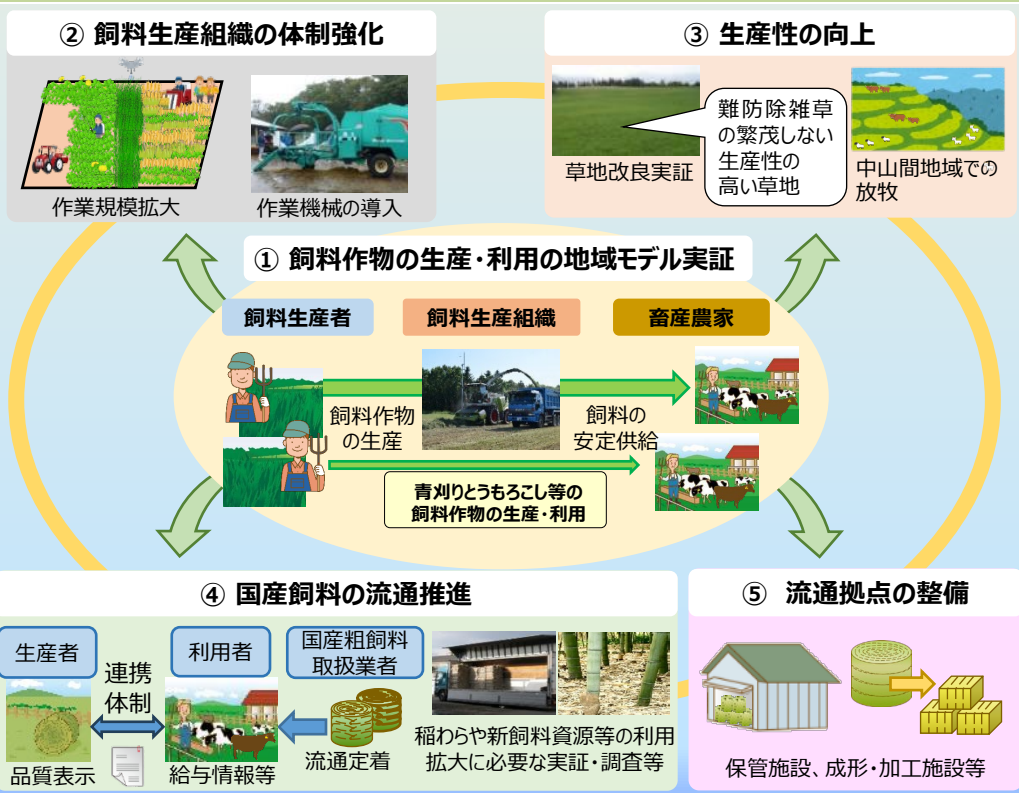 ② 飼料生産組織の体制強化
作業規模拡大
作業機械の導入
③ 生産性の向上
草地改良実証
難防除雑草
の繁茂しない
生産性の
高い草地
中山間地域での
放牧
① 飼料作物の生産・利用の地域モデル実証
飼料生産者
飼料生産組織
畜産農家
飼料作物
の生産
飼料の
安定供給
青刈りとうもろこし等の
飼料作物の生産・利用
④ 国産飼料の流通推進
生産者
連携
体制
利用者
国産粗飼料
取扱業者
品質表示
給与情報等
流通定着
稲わらや新飼料資源等の利用
拡大に必要な実証・調査等
⑤ 流通拠点の整備
保管施設、成形・加工施設等